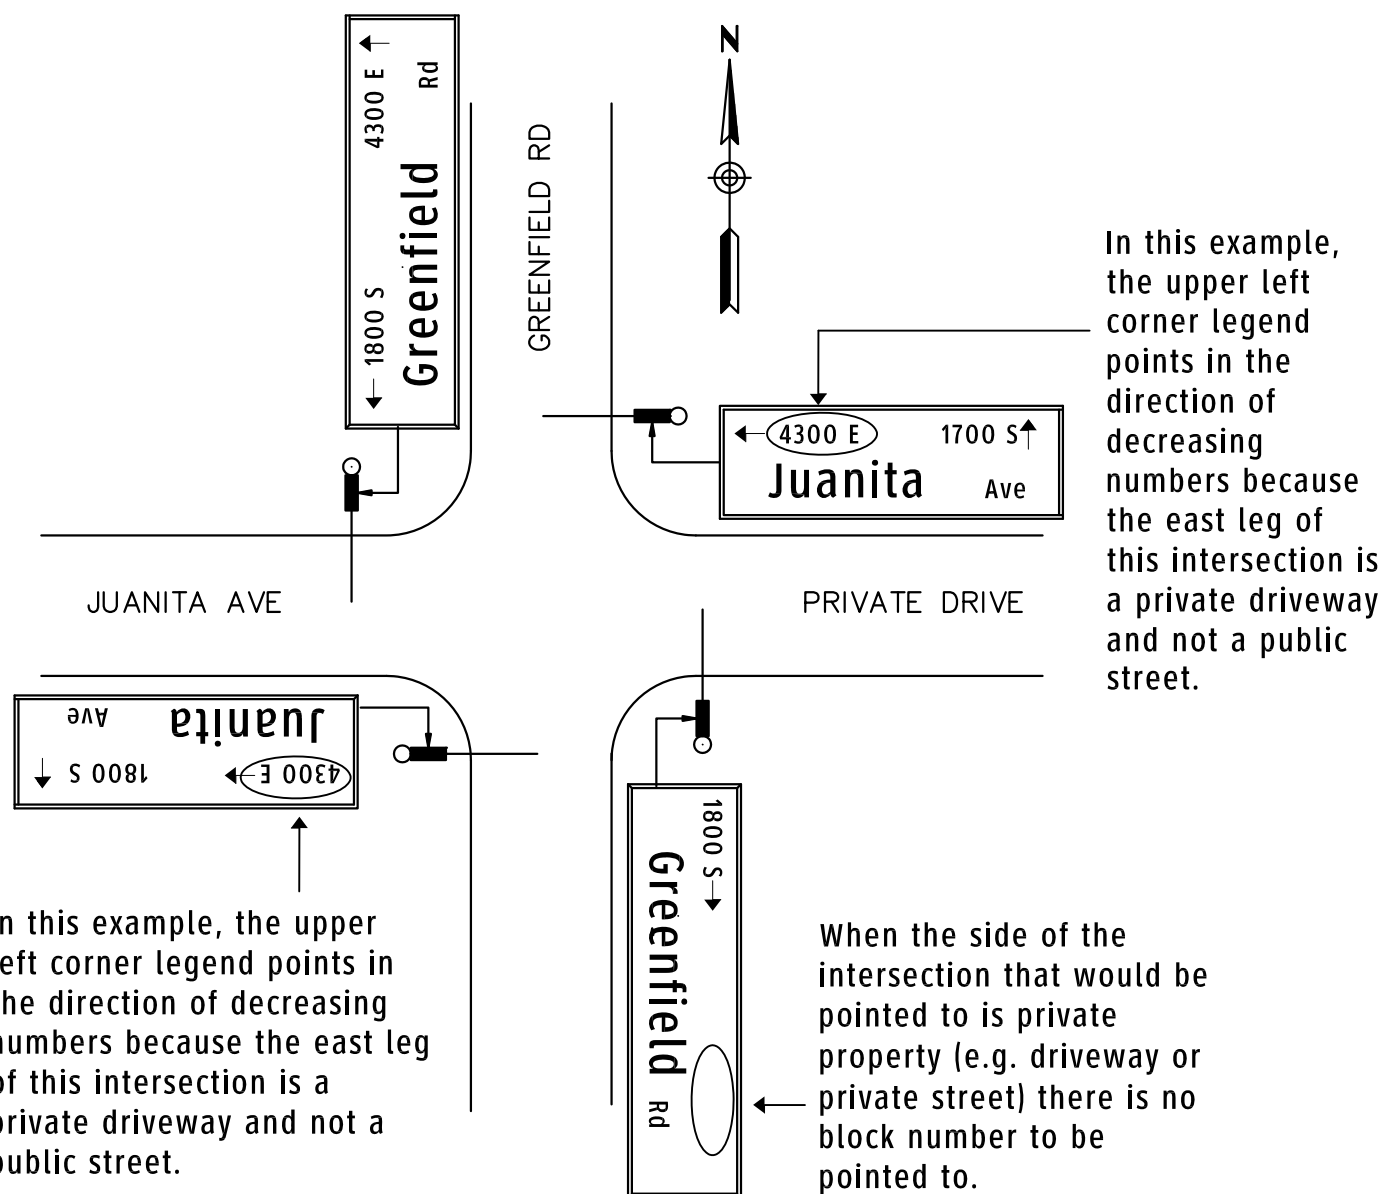 N
← 1800 S 4300 E ↑
Greenfield Rd
GREENFIELD RD
In this example,
the upper left
corner legend
points in the
direction of
decreasing
numbers because
the east leg of
this intersection is
a private driveway
and not a public
street.
← 4300 E 1700 S ↑
Juanita Ave
JUANITA AVE
PRIVATE DRIVE
4300 E → 1800 S ↑
Juanita Ave
1800 S →
Greenfield Rd
n this example, the upper
eft corner legend points in
he direction of decreasing
numbers because the east leg
of this intersection is a
private driveway and not a
public street.
When the side of the
intersection that would be
pointed to is private
property (e.g. driveway or
private street) there is no
block number to be
pointed to.